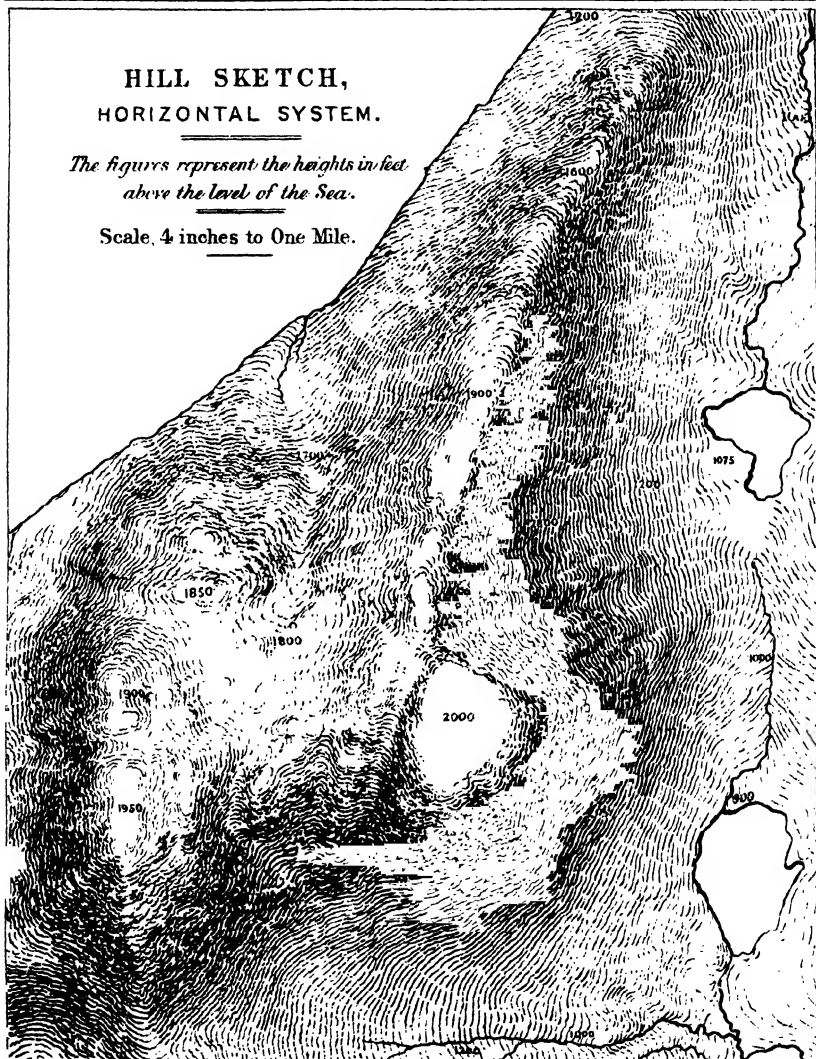 HILL SKETCH,
HORIZONTAL SYSTEM.
The figures represent the heights in feet
above the level of the Sea.
Scale, 4 inches to One Mile.
1200
1600
1900
1700
1075
1850
1800
1000
1900
2000
1950
900
1000